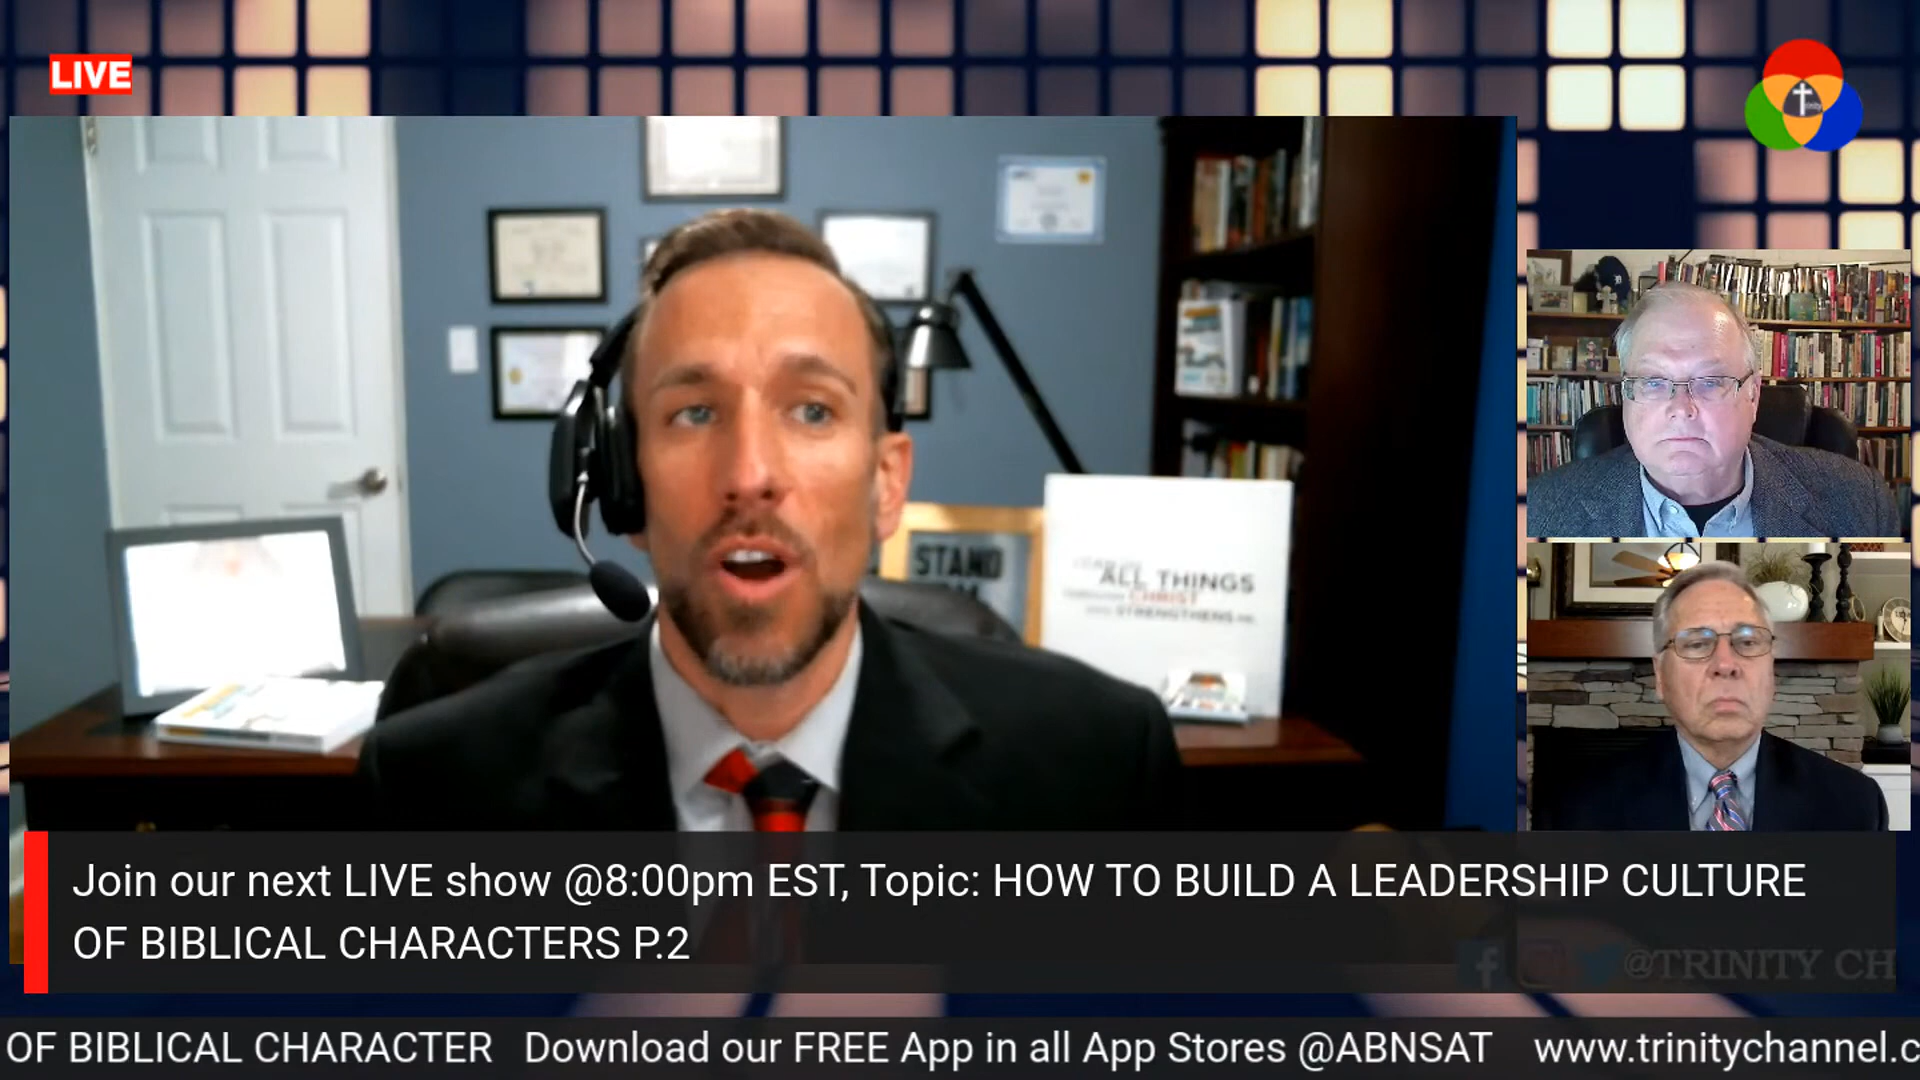 LIVE
STAND
ALL THINGS
CHRIST
STRENGTHENS
Join our next LIVE show @8:00pm EST, Topic: HOW TO BUILD A LEADERSHIP CULTURE
OF BIBLICAL CHARACTERS P.2
@TRINITY CH
OF BIBLICAL CHARACTER Download our FREE App in all App Stores @ABNSAT www.trinitychannel.c